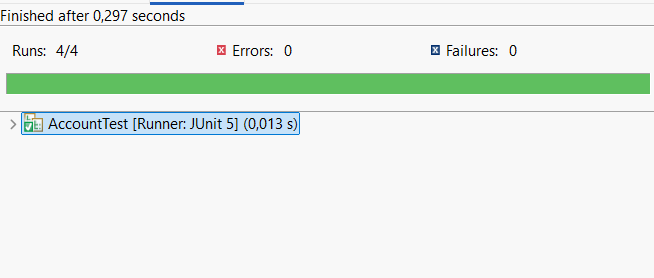 Finished after 0,297 seconds
Runs: 4/4 Errors: 0 Failures: 0
AccountTest [Runner: JUnit 5] (0,013 s)